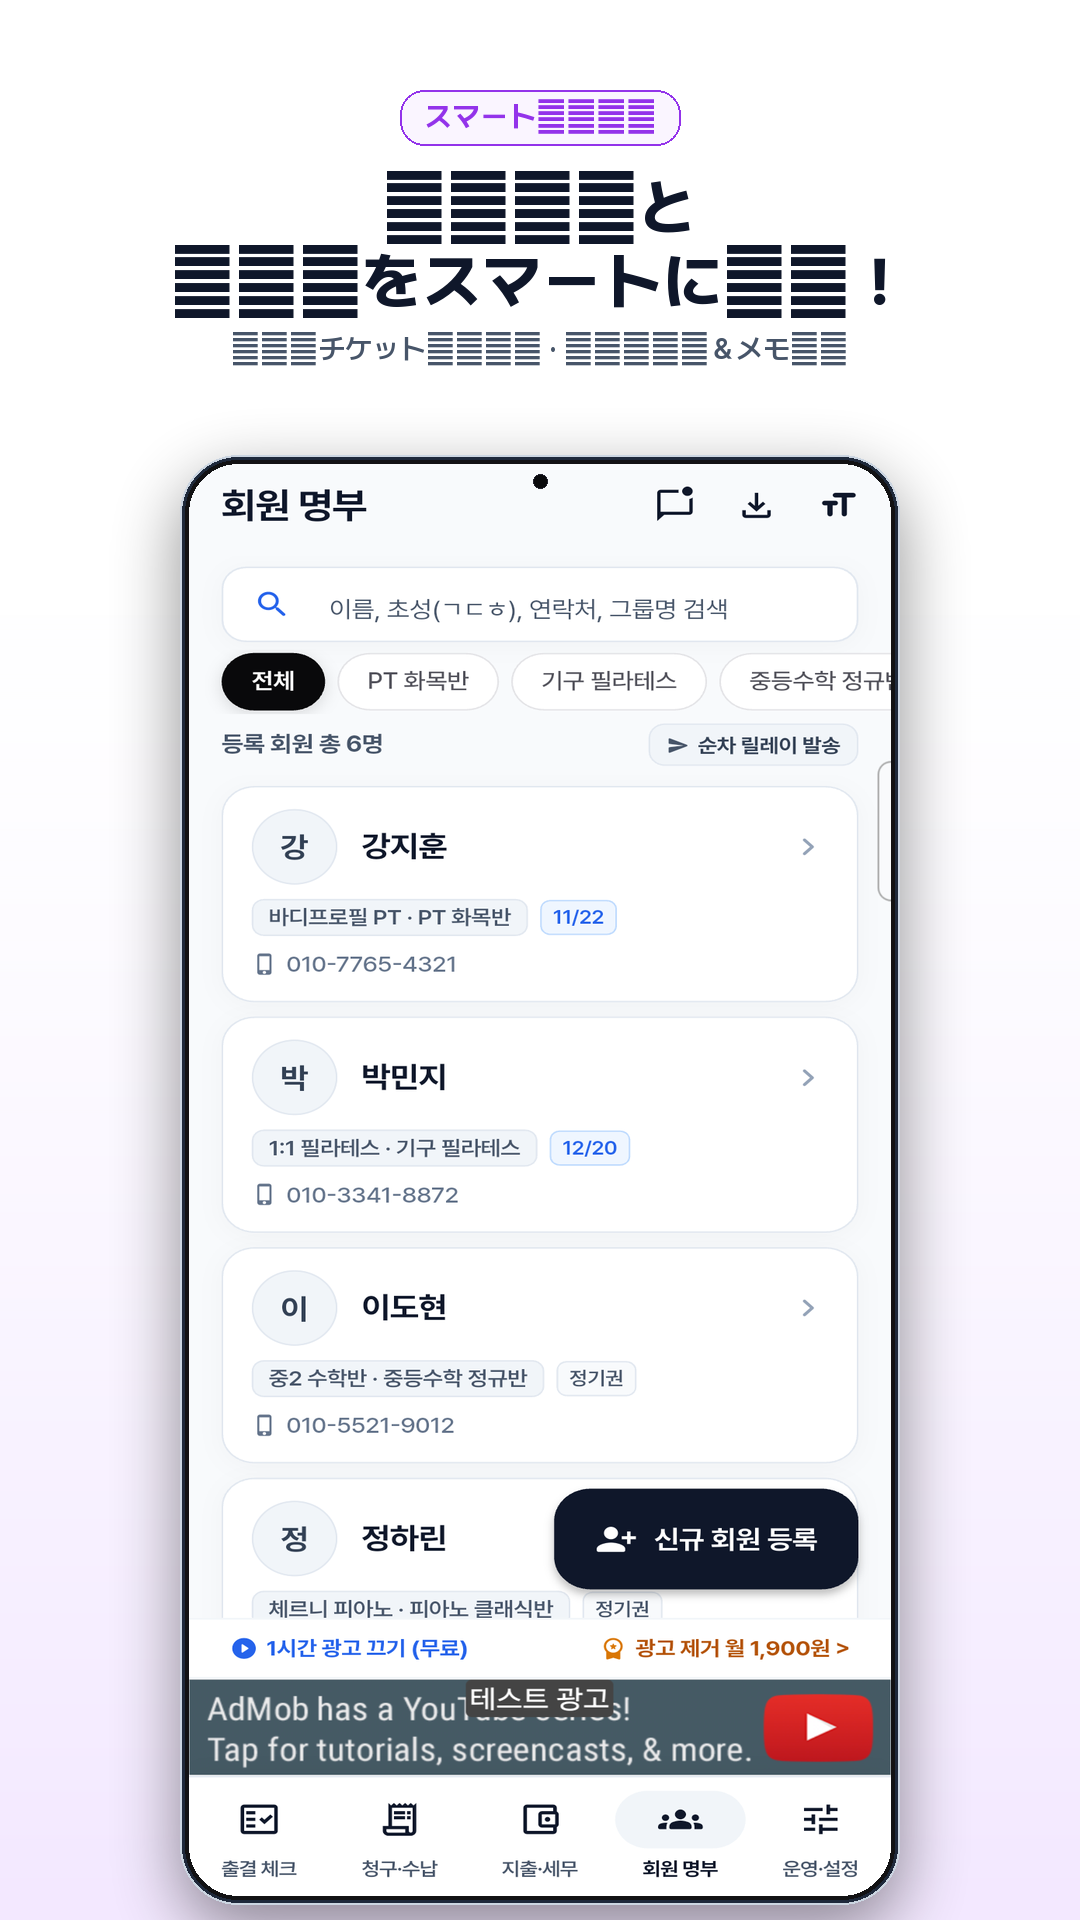 スマート
と
をスマートに！
チケット · &メモ
회원 명부
이름, 초성(ㄱㄷㅎ), 연락처, 그룹명 검색
전체
PT 화목반
기구 필라테스
중등수학 정규반
등록 회원 총 6명
순차 릴레이 발송
강
강지훈
바디프로필 PT · PT 화목반
11/22
010-7765-4321
박
박민지
1:1 필라테스 · 기구 필라테스
12/20
010-3341-8872
이
이도현
중2 수학반 · 중등수학 정규반
정기권
010-5521-9012
정
정하린
신규 회원 등록
체르니 피아노 · 피아노 클래식반
정기권
1시간 광고 끄기 (무료)
광고 제거 월 1,900원 >
테스트 광고
AdMob has a YouTube series!
Tap for tutorials, screencasts, & more.
출결 체크
청구·수납
지출·세무
회원 명부
운영·설정